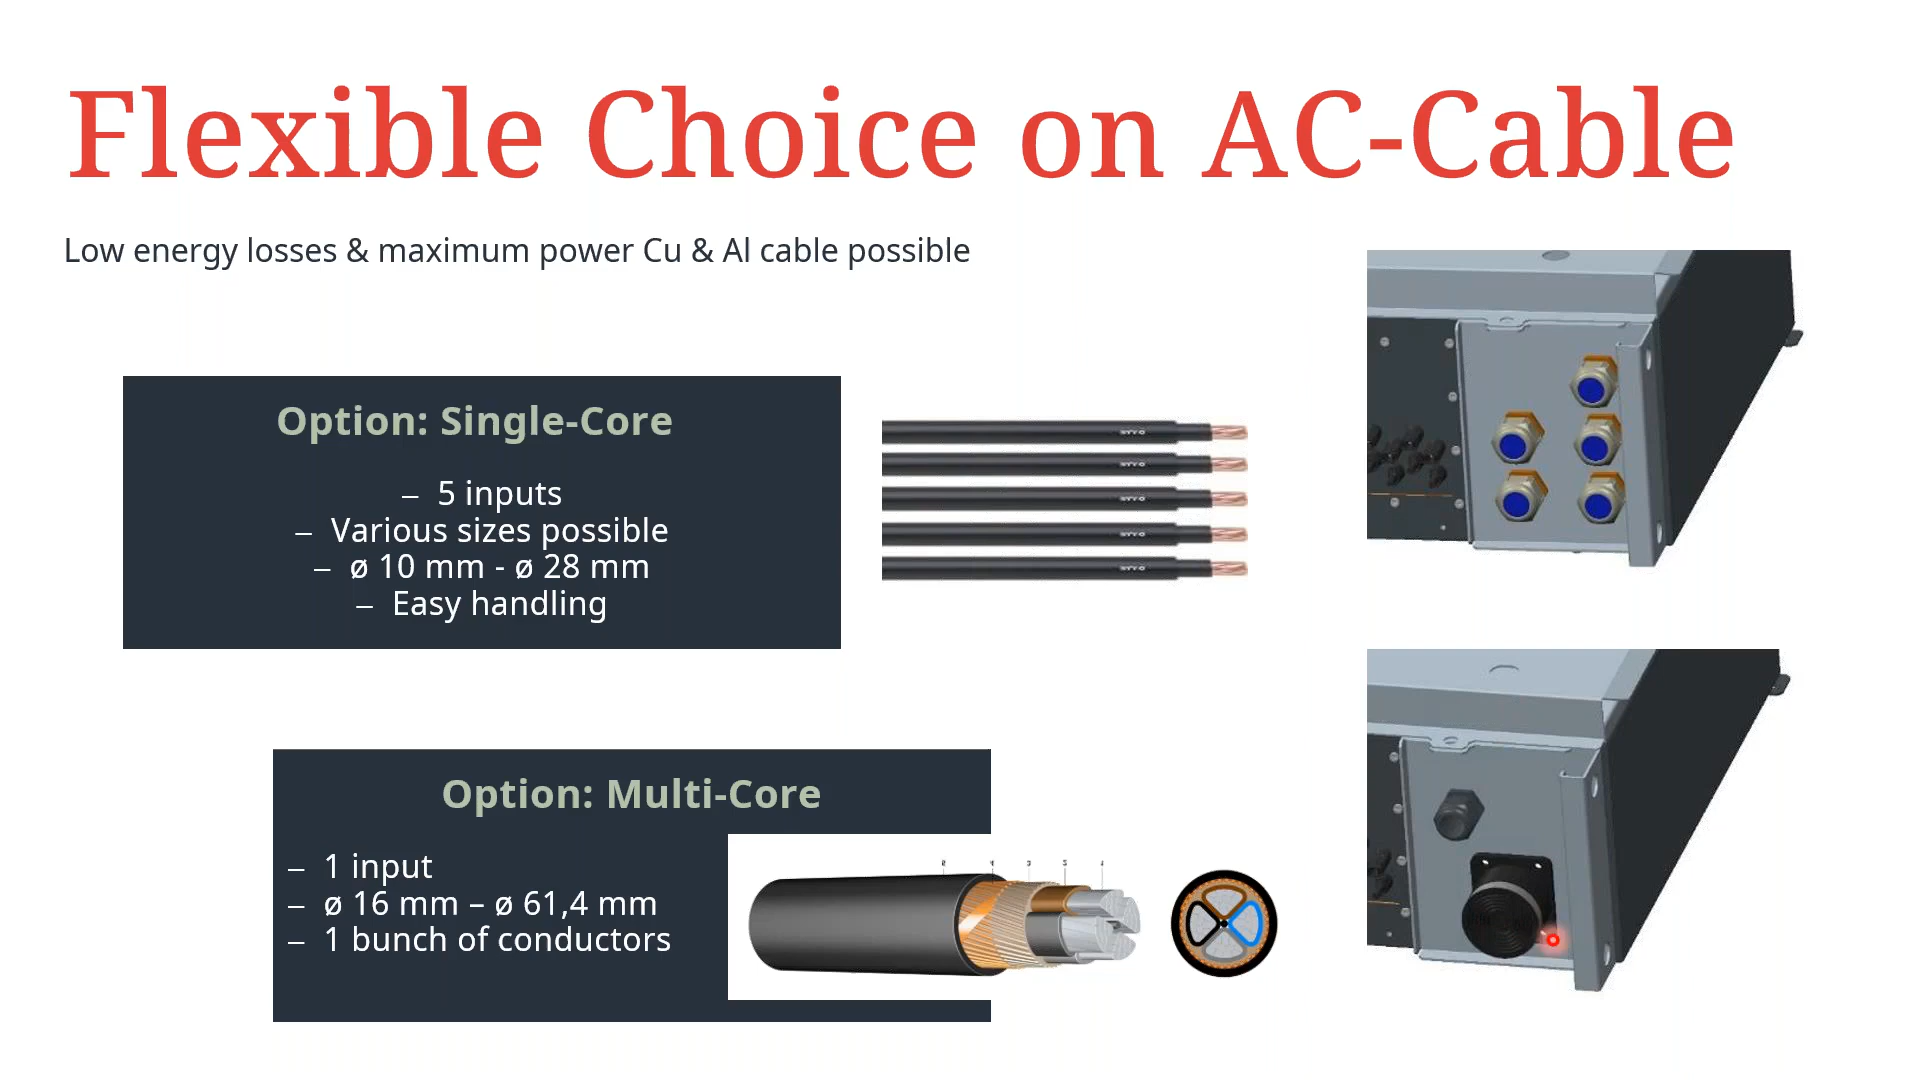 Flexible Choice on AC-Cable
Low energy losses & maximum power Cu & Al cable possible
Option: Single-Core
– 5 inputs
– Various sizes possible
– ø 10 mm - ø 28 mm
– Easy handling
Option: Multi-Core
– 1 input
– ø 16 mm – ø 61,4 mm
– 1 bunch of conductors